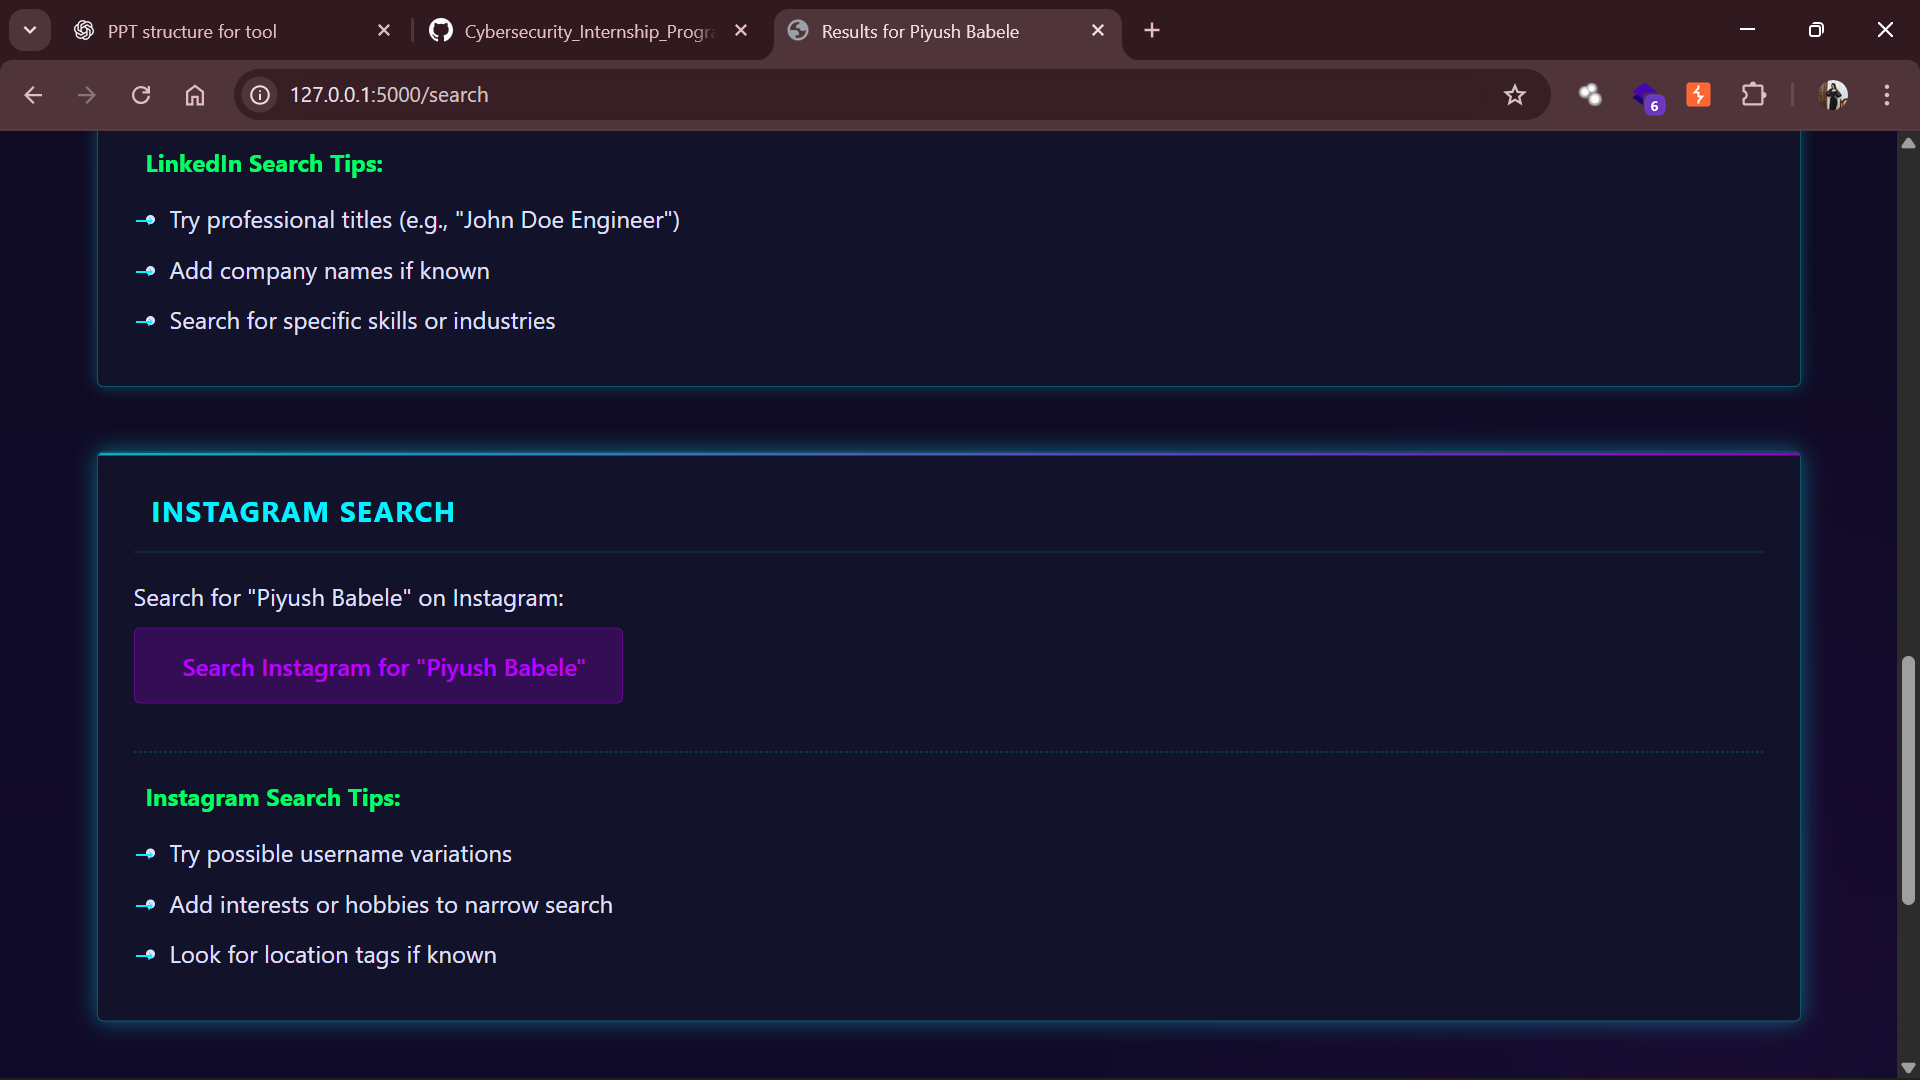 PPT structure for tool
Cybersecurity_Internship_Progra
Results for Piyush Babele
127.0.0.1:5000/search
6
LinkedIn Search Tips:
Try professional titles (e.g., "John Doe Engineer")
Add company names if known
Search for specific skills or industries
INSTAGRAM SEARCH
Search for "Piyush Babele" on Instagram:
Search Instagram for "Piyush Babele"
Instagram Search Tips:
Try possible username variations
Add interests or hobbies to narrow search
Look for location tags if known